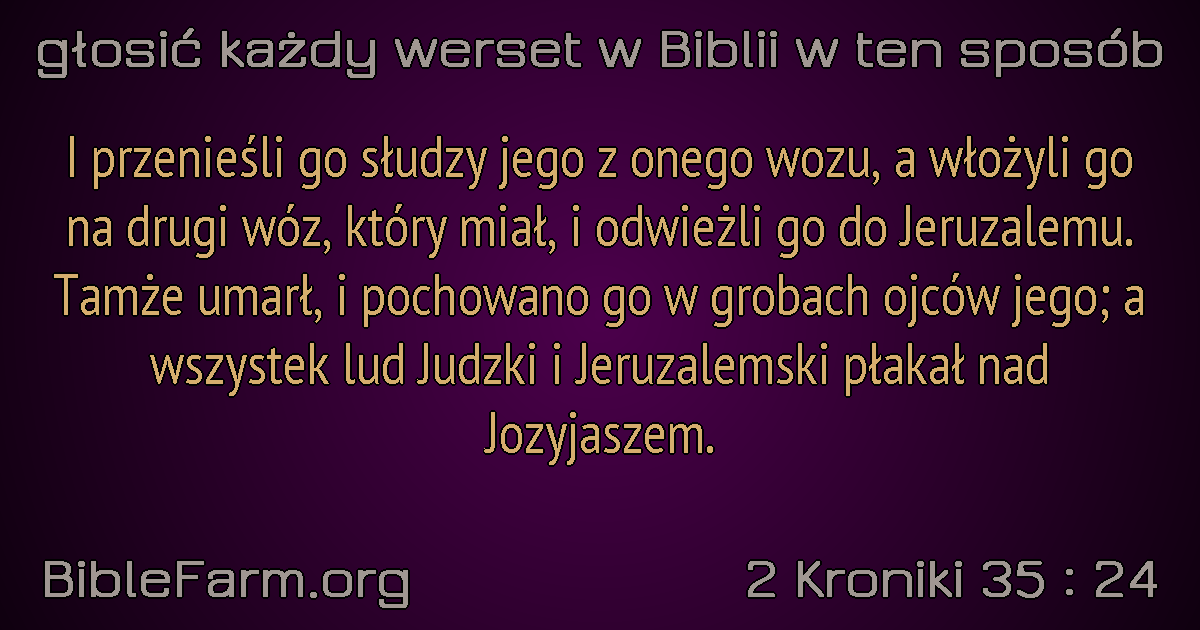 głosić każdy werset w Biblii w ten sposób
I przenieśli go słudzy jego z onego wozu, a włożyli go
na drugi wóz, który miał, i odwieźli go do Jeruzalemu.
Tamże umarł, i pochowano go w grobach ojców jego; a
wszystek lud Judzki i Jeruzalemski płakał nad
Jozyjaszem.
BibleFarm.org
2 Kroniki 35 : 24